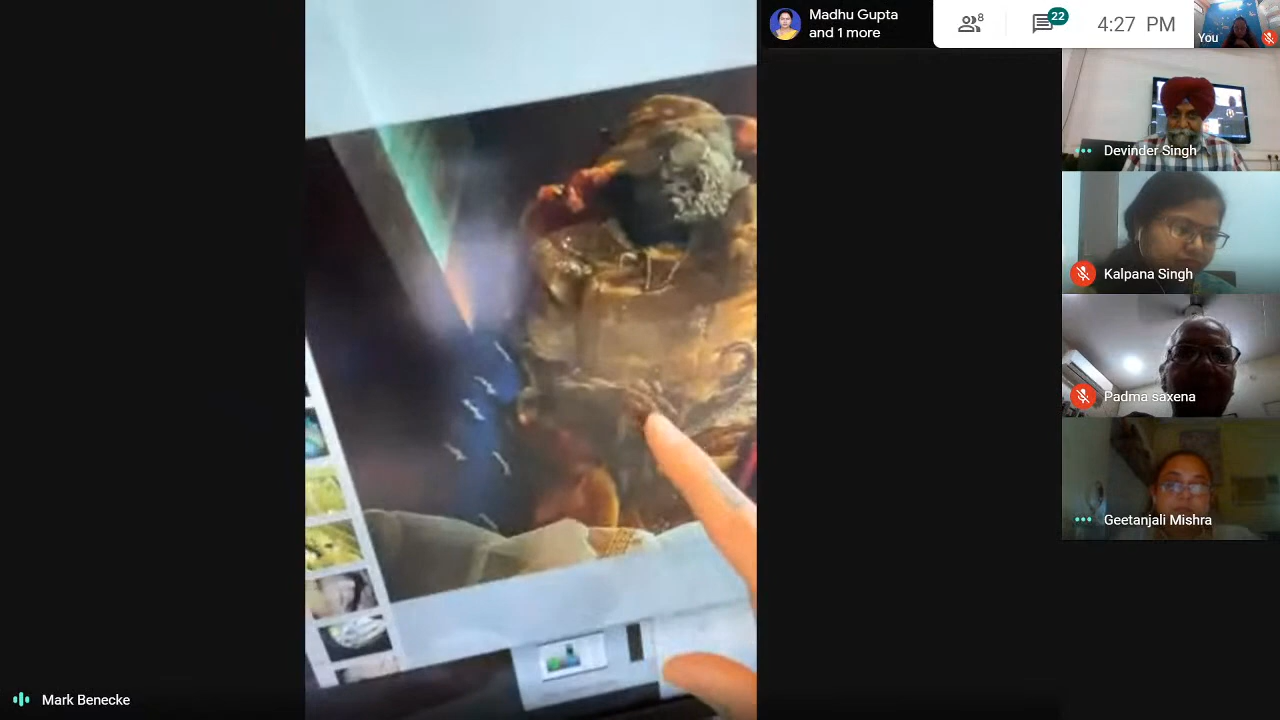 Madhu Gupta
and 1 more
8
22
4:27 PM
You
Devinder Singh
Kalpana Singh
Padma saxena
Geetanjali Mishra
Mark Benecke